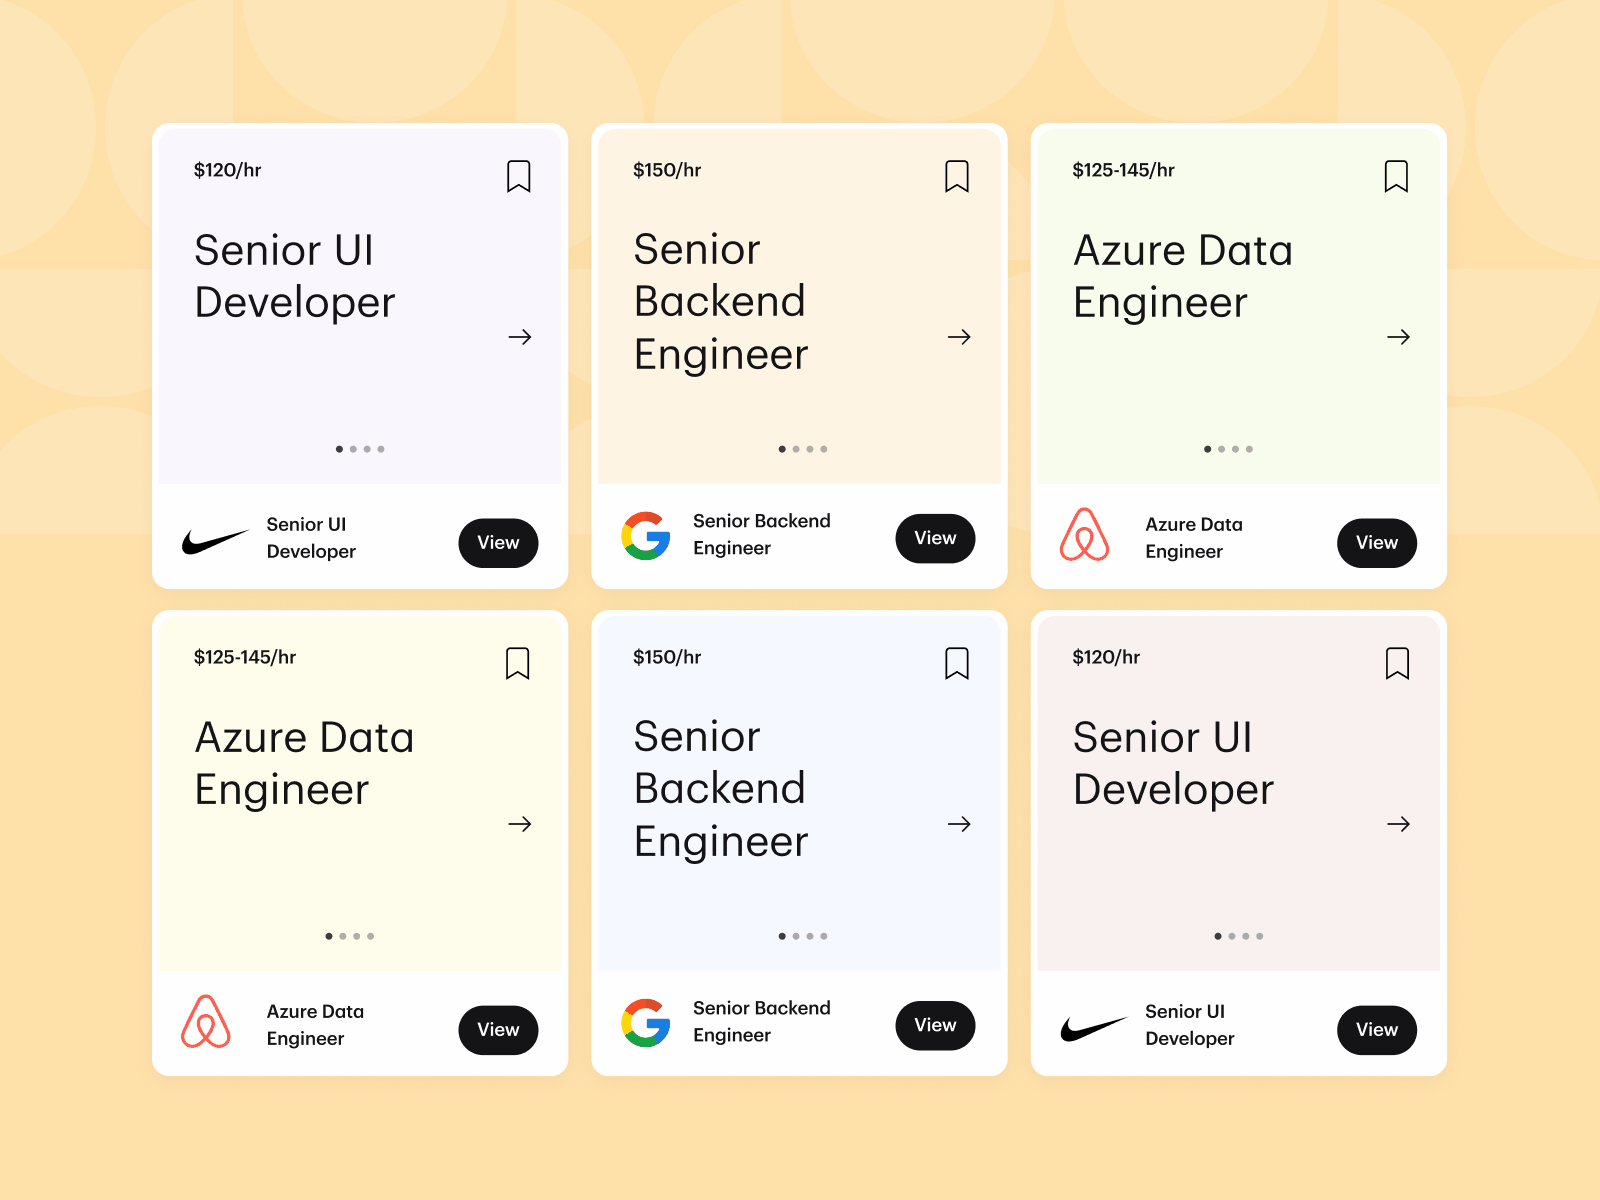 $120/hr
Senior UI
Developer
Senior UI
Developer
View
$150/hr
Senior
Backend
Engineer
Senior Backend
Engineer
View
$125-145/hr
Azure Data
Engineer
Azure Data
Engineer
View
$125-145/hr
Azure Data
Engineer
Azure Data
Engineer
View
$150/hr
Senior
Backend
Engineer
Senior Backend
Engineer
View
$120/hr
Senior UI
Developer
Senior UI
Developer
View